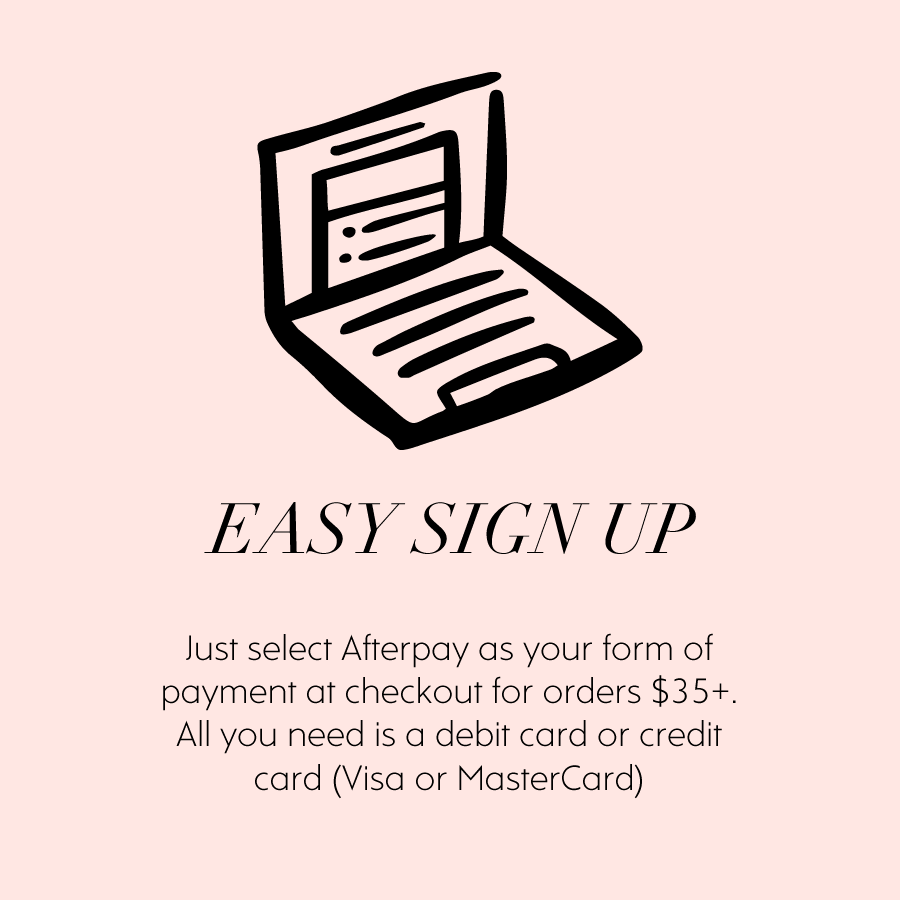 EASY SIGN UP
Just select Afterpay as your form of
payment at checkout for orders $35+.
All you need is a debit card or credit
card (Visa or MasterCard)